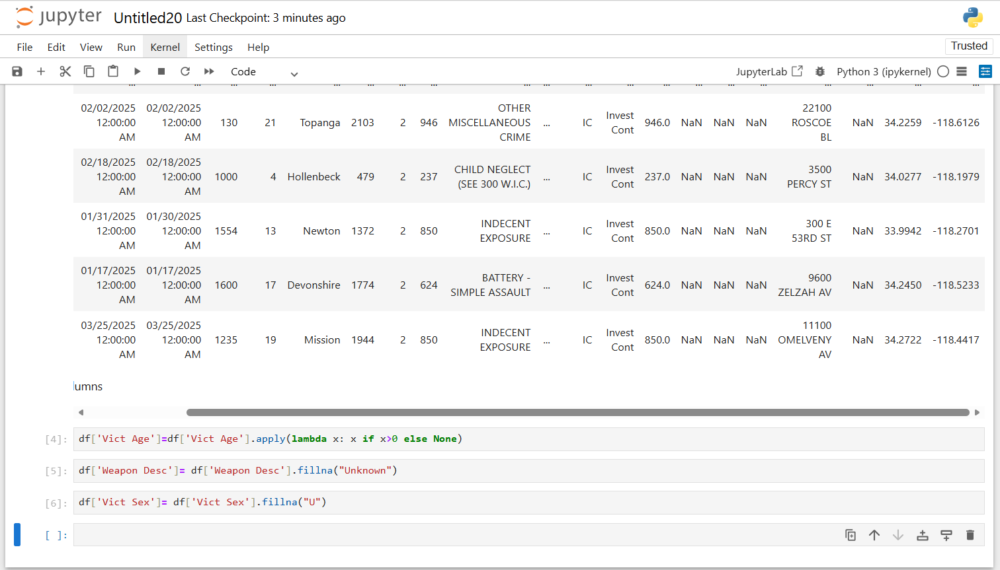 jupyter Untitled20 Last Checkpoint: 3 minutes ago
File Edit View Run Kernel Settings Help Trusted
Code JupyterLab Python 3 (ipykernel)
... ... ... ... ... ... ... ... ... ... ... ... ... ... ... ... ... ... ...
02/02/2025 02/02/2025 OTHER 22100
12:00:00 12:00:00 130 21 Topanga 2103 2 946 MISCELLANEOUS ... IC Invest Cont 946.0 NaN NaN NaN ROSCOE NaN 34.2259 -118.6126
AM AM CRIME BL
02/18/2025 02/18/2025 CHILD NEGLECT Invest 3500
12:00:00 12:00:00 1000 4 Hollenbeck 479 2 237 (SEE 300 W.I.C.) ... IC Cont 237.0 NaN NaN NaN PERCY ST NaN 34.0277 -118.1979
AM AM
01/31/2025 01/30/2025 INDECENT Invest 300 E
12:00:00 12:00:00 1554 13 Newton 1372 2 850 EXPOSURE ... IC Cont 850.0 NaN NaN NaN 53RD ST NaN 33.9942 -118.2701
AM AM
01/17/2025 01/17/2025 BATTERY - Invest 9600
12:00:00 12:00:00 1600 17 Devonshire 1774 2 624 SIMPLE ASSAULT ... IC Cont 624.0 NaN NaN NaN ZELZAH AV NaN 34.2450 -118.5233
AM AM
03/25/2025 03/25/2025 INDECENT Invest 11100
12:00:00 12:00:00 1235 19 Mission 1944 2 850 EXPOSURE ... IC Cont 850.0 NaN NaN NaN OMELVENY NaN 34.2722 -118.4417
AM AM AV
umns
[4]: df['Vict Age']=df['Vict Age'].apply(lambda x: x if x>0 else None)
[5]: df['Weapon Desc']= df['Weapon Desc'].fillna("Unknown")
[6]: df['Vict Sex']= df['Vict Sex'].fillna("U")
[ ]: